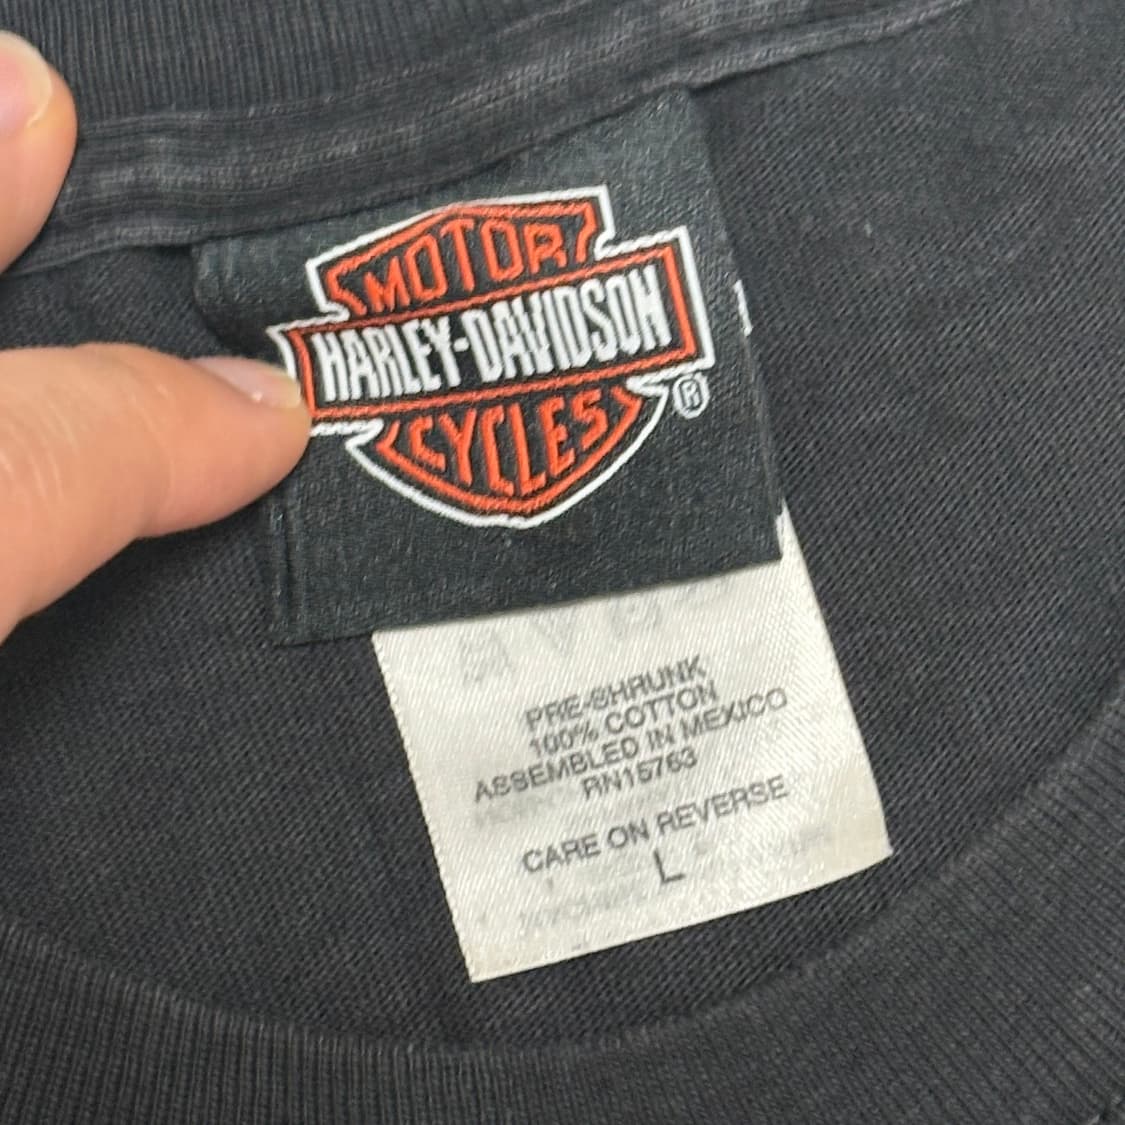 MOTOR
HARLEY-DAVIDSON
CYCLES
®
PRE-SHRUNK
100% COTTON
ASSEMBLED IN MEXICO
RN15763
CARE ON REVERSE
L